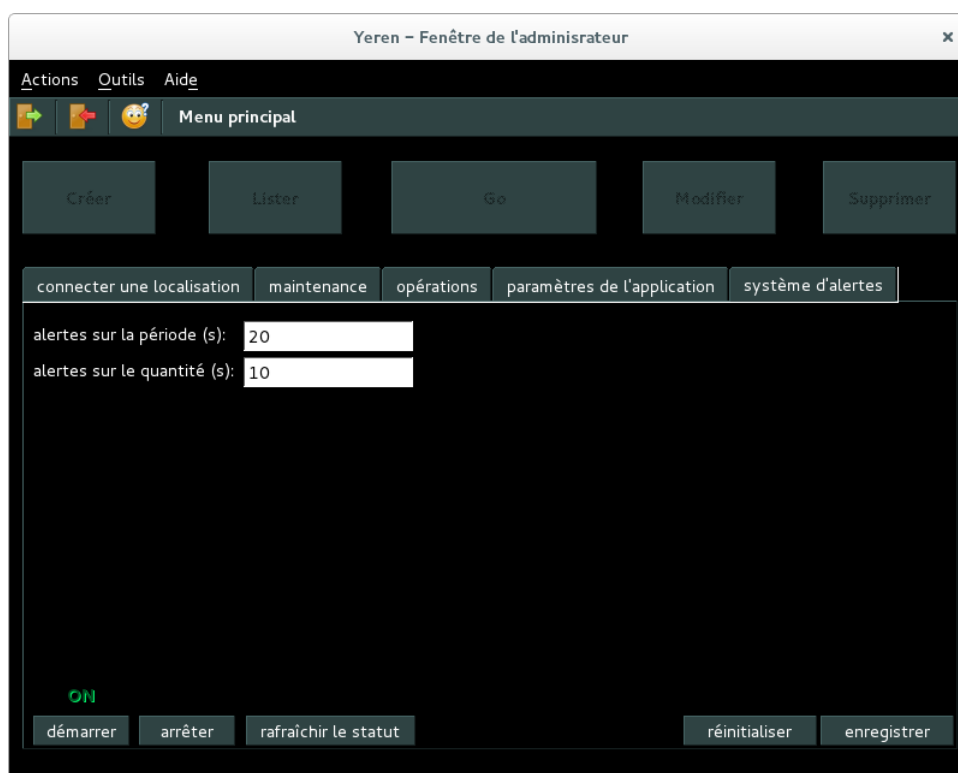 Yeren – Fenêtre de l'adminisrateur
Actions Outils Aide
Menu principal
Créer Lister Go Modifier Supprimer
connecter une localisation maintenance opérations paramètres de l'application système d'alertes
alertes sur la période (s): 20
alertes sur le quantité (s): 10
ON
démarrer arrêter rafraîchir le statut réinitialiser enregistrer